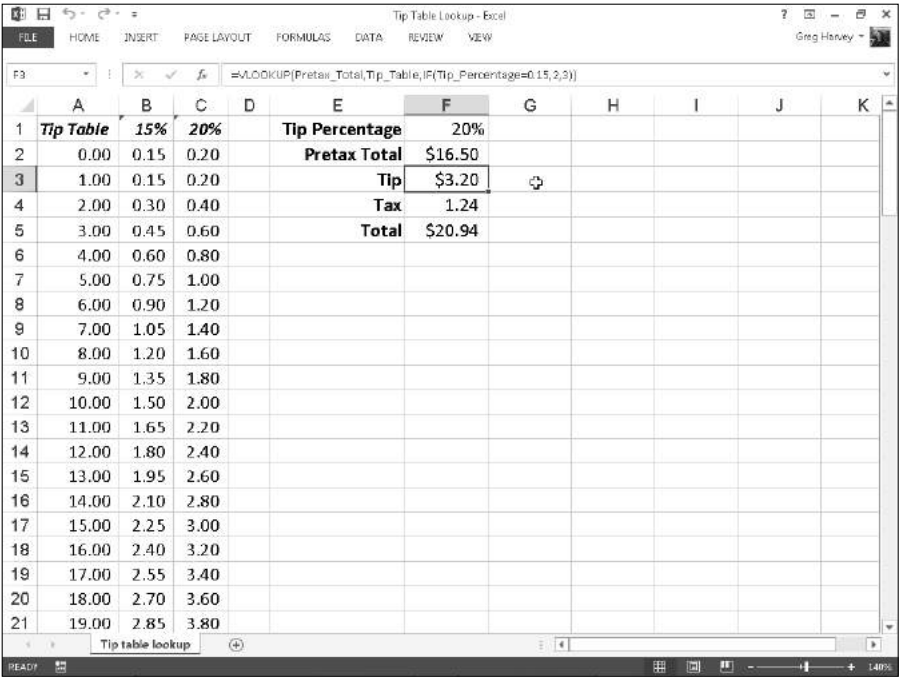 Tip Table Lookup - Excel
FILE HOME INSERT PAGE LAYOUT FORMULAS DATA REVIEW VIEW Greg Harvey
F3 fx =VLOOKUP(Pretax_Total,Tip_Table,IF(Tip_Percentage=0.15,2,3))
A B C D E F G H I J K
1 Tip Table 15% 20% Tip Percentage 20%
2 0.00 0.15 0.20 Pretax Total $16.50
3 1.00 0.15 0.20 Tip $3.20
4 2.00 0.30 0.40 Tax 1.24
5 3.00 0.45 0.60 Total $20.94
6 4.00 0.60 0.80
7 5.00 0.75 1.00
8 6.00 0.90 1.20
9 7.00 1.05 1.40
10 8.00 1.20 1.60
11 9.00 1.35 1.80
12 10.00 1.50 2.00
13 11.00 1.65 2.20
14 12.00 1.80 2.40
15 13.00 1.95 2.60
16 14.00 2.10 2.80
17 15.00 2.25 3.00
18 16.00 2.40 3.20
19 17.00 2.55 3.40
20 18.00 2.70 3.60
21 19.00 2.85 3.80
Tip table lookup
READY 140%